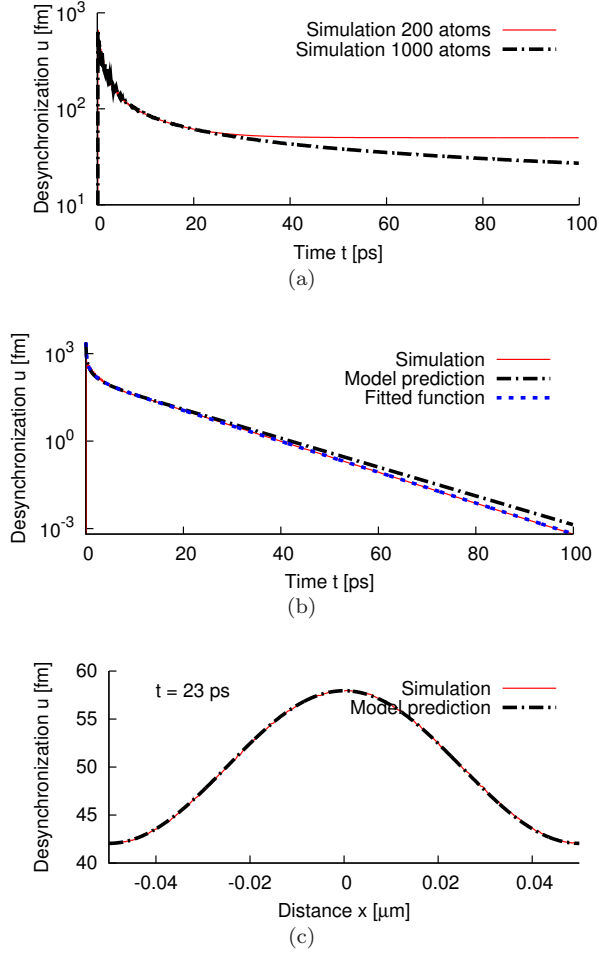 Desynchronization u [fm]
10^3
10^2
10^1
Simulation 200 atoms
Simulation 1000 atoms
0 20 40 60 80 100
Time t [ps]
(a)
Desynchronization u [fm]
10^3
10^0
10^-3
Simulation
Model prediction
Fitted function
0 20 40 60 80 100
Time t [ps]
(b)
Desynchronization u [fm]
60
55
50
45
40
t = 23 ps
Simulation
Model prediction
-0.04 -0.02 0 0.02 0.04
Distance x [μm]
(c)